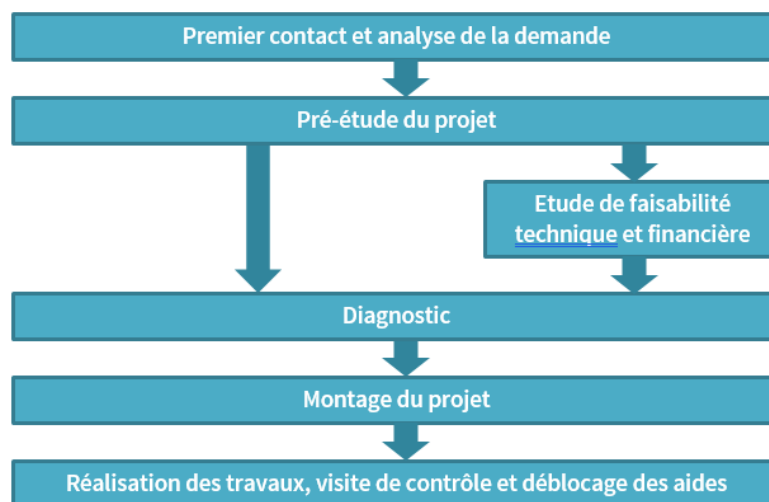 Premier contact et analyse de la demande
Pré-étude du projet
Etude de faisabilité
technique et financière
Diagnostic
Montage du projet
Réalisation des travaux, visite de contrôle et déblocage des aides